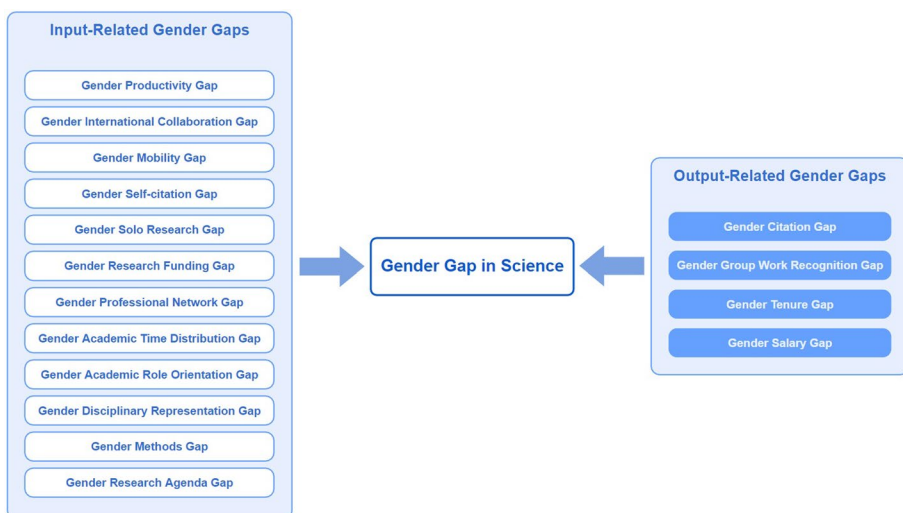 Input-Related Gender Gaps
Gender Productivity Gap
Gender International Collaboration Gap
Gender Mobility Gap
Gender Self-citation Gap
Gender Solo Research Gap
Gender Research Funding Gap
Gender Professional Network Gap
Gender Academic Time Distribution Gap
Gender Academic Role Orientation Gap
Gender Disciplinary Representation Gap
Gender Methods Gap
Gender Research Agenda Gap
Gender Gap in Science
Output-Related Gender Gaps
Gender Citation Gap
Gender Group Work Recognition Gap
Gender Tenure Gap
Gender Salary Gap